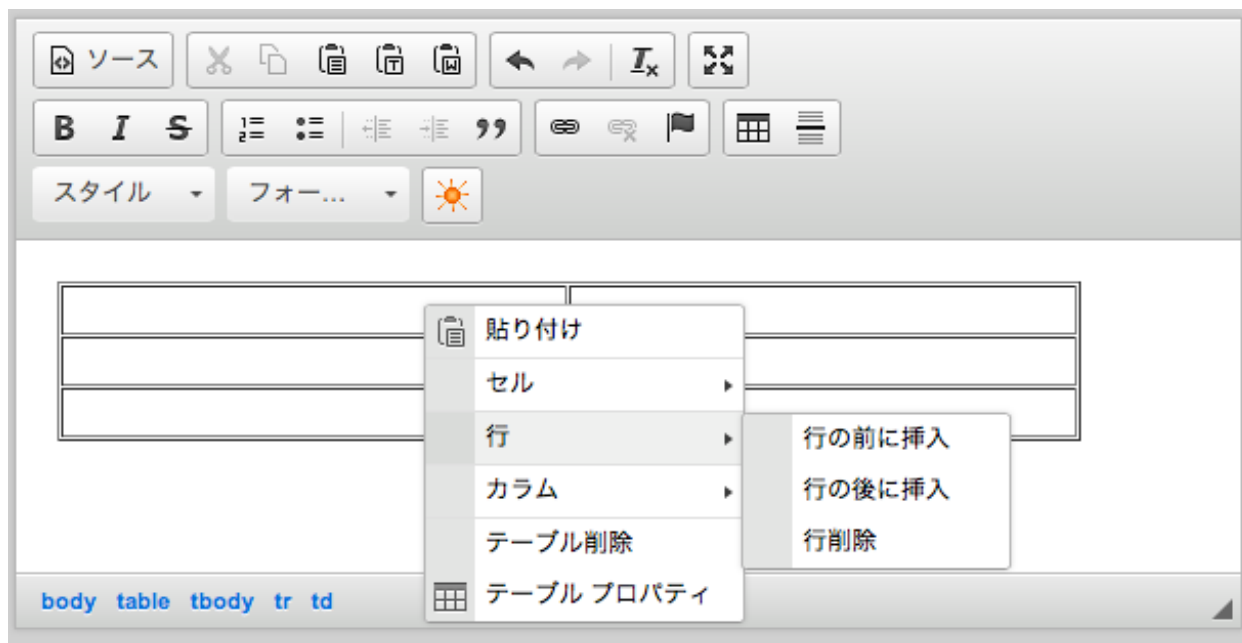 ソース
B I S
スタイル
フォー...
貼り付け
セル
行
カラム
テーブル削除
テーブル プロパティ
行の前に挿入
行の後に挿入
行削除
body table tbody tr td